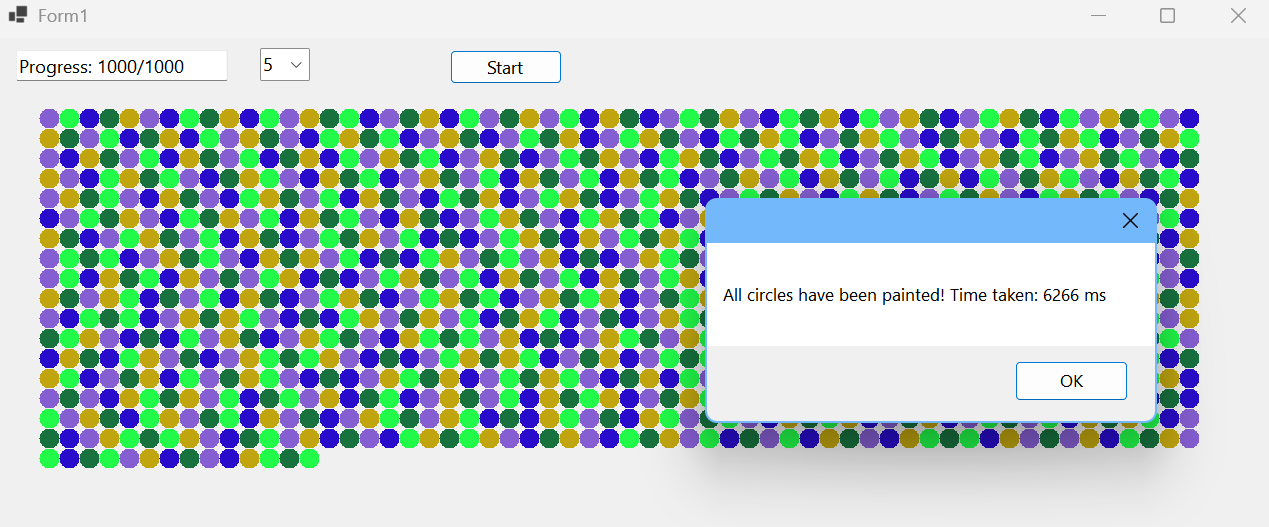 Form1
Progress: 1000/1000
5
Start
All circles have been painted! Time taken: 6266 ms
OK